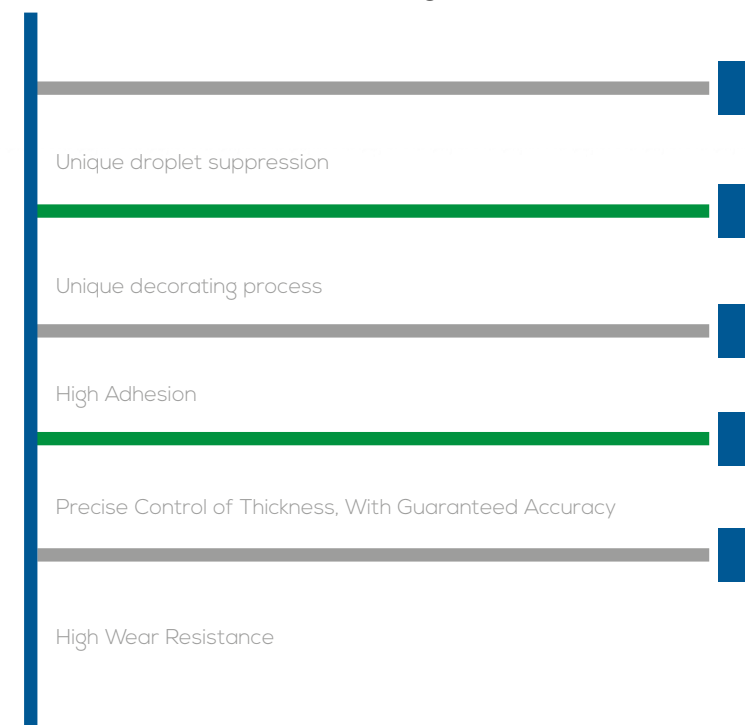 Unique droplet suppression
Unique decorating process
High Adhesion
Precise Control of Thickness, With Guaranteed Accuracy
High Wear Resistance